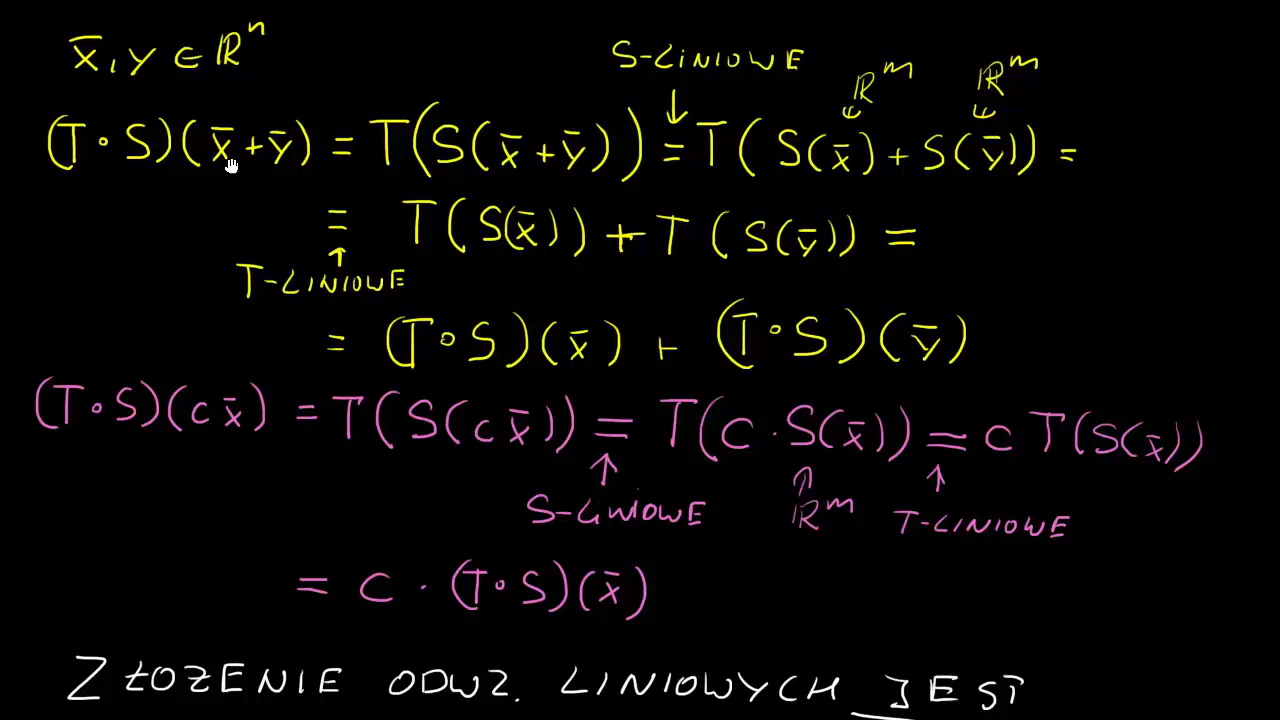 x̄, y ∈ ℝⁿ
S-LINIOWE
ℝᵐ ℝᵐ
(T∘S)(x̄+ȳ) = T(S(x̄+ȳ)) = T(S(x̄)+S(ȳ)) =
= T(S(x̄)) + T(S(ȳ)) =
T-LINIOWE
= (T∘S)(x̄) + (T∘S)(ȳ)
(T∘S)(cx̄) = T(S(cx̄)) = T(c·S(x̄)) = cT(S(x̄))
S-LINIOWE ℝᵐ T-LINIOWE
= c·(T∘S)(x̄)
ZŁOŻENIE ODWZ. LINIOWYCH JEST